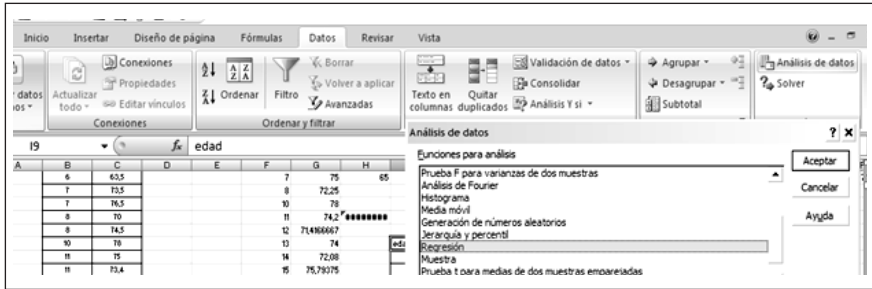 Inicio Insertar Diseño de página Fórmulas Datos Revisar Vista
datos
os
Actualizar todo
Conexiones
Propiedades
Editar vínculos
Conexiones
Ordenar
Filtro
Borrar
Volver a aplicar
Avanzadas
Ordenar y filtrar
Texto en columnas
Quitar duplicados
Validación de datos
Consolidar
Análisis Y si
Agrupar
Desagrupar
Subtotal
Análisis de datos
Solver
I9 fx edad
A B C D E F G H
6 63,5 7 75 65
7 73,5 8 72,25
7 76,5 10 78
8 70 11 74,2
8 74,5 12 71,4166667
10 78 13 74
11 75 14 72,08
11 73,4 15 75,79375
Análisis de datos
Funciones para análisis
Prueba F para varianzas de dos muestras
Análisis de Fourier
Histograma
Media móvil
Generación de números aleatorios
Jerarquía y percentil
Regresión
Muestra
Prueba t para medias de dos muestras emparejadas
Aceptar
Cancelar
Ayuda